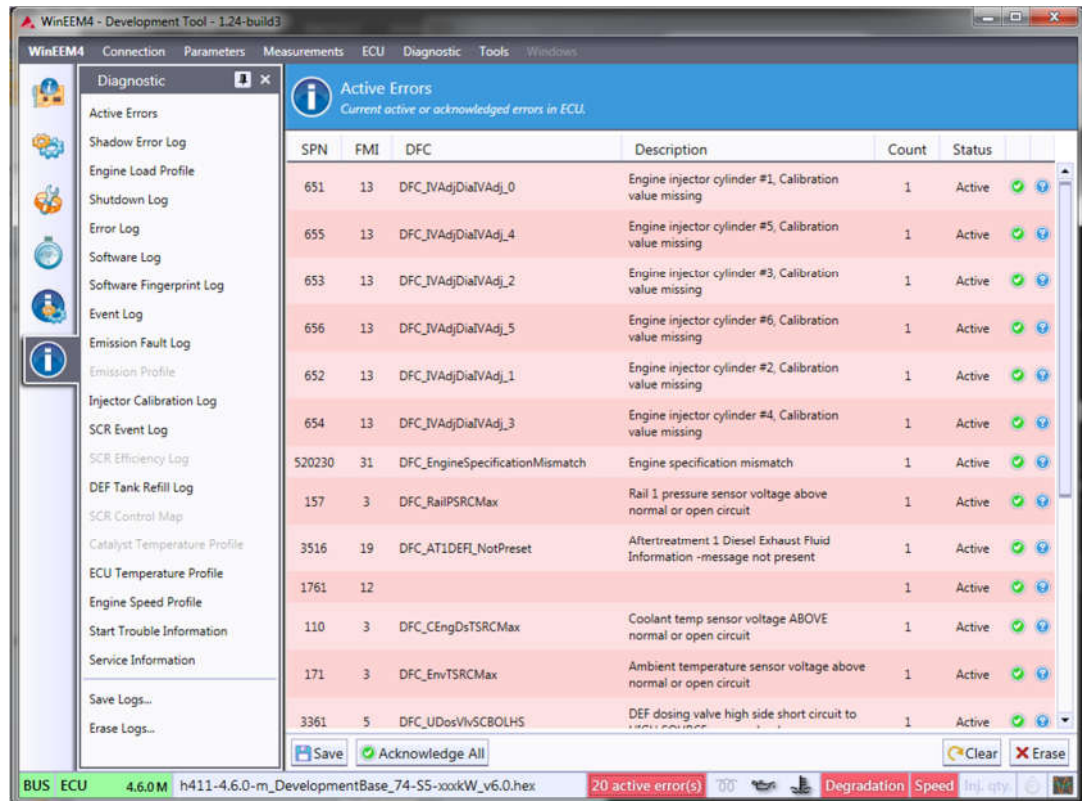 WinEEM4 - Development Tool - 1.24-build3
WinEEM4 Connection Parameters Measurements ECU Diagnostic Tools Windows
Diagnostic
Active Errors
Shadow Error Log
Engine Load Profile
Shutdown Log
Error Log
Software Log
Software Fingerprint Log
Event Log
Emission Fault Log
Emission Profile
Injector Calibration Log
SCR Event Log
SCR Efficiency Log
DEF Tank Refill Log
SCR Control Map
Catalyst Temperature Profile
ECU Temperature Profile
Engine Speed Profile
Start Trouble Information
Service Information
Save Logs...
Erase Logs...
Active Errors
Current active or acknowledged errors in ECU.
SPN FMI DFC Description Count Status
651 13 DFC_IVAdjDiaIVAdj_0 Engine injector cylinder #1, Calibration 1 Active
value missing
655 13 DFC_IVAdjDiaIVAdj_4 Engine injector cylinder #5, Calibration 1 Active
value missing
653 13 DFC_IVAdjDiaIVAdj_2 Engine injector cylinder #3, Calibration 1 Active
value missing
656 13 DFC_IVAdjDiaIVAdj_5 Engine injector cylinder #6, Calibration 1 Active
value missing
652 13 DFC_IVAdjDiaIVAdj_1 Engine injector cylinder #2, Calibration 1 Active
value missing
654 13 DFC_IVAdjDiaIVAdj_3 Engine injector cylinder #4, Calibration 1 Active
value missing
520230 31 DFC_EngineSpecificationMismatch Engine specification mismatch 1 Active
157 3 DFC_RailPSRCMax Rail 1 pressure sensor voltage above 1 Active
normal or open circuit
3516 19 DFC_AT1DEFI_NotPreset Aftertreatment 1 Diesel Exhaust Fluid 1 Active
Information -message not present
1761 12 1 Active
110 3 DFC_CEngDsTSRCMax Coolant temp sensor voltage ABOVE 1 Active
normal or open circuit
171 3 DFC_EnvTSRCMax Ambient temperature sensor voltage above 1 Active
normal or open circuit
3361 5 DFC_UDosVlvSCBOLHS DEF dosing valve high side short circuit to 1 Active
Save Acknowledge All Clear Erase
BUS ECU 4.6.0 M h411-4.6.0-m_DevelopmentBase_74-S5-xxxkW_v6.0.hex 20 active error(s) Degradation Speed Inj. qty.